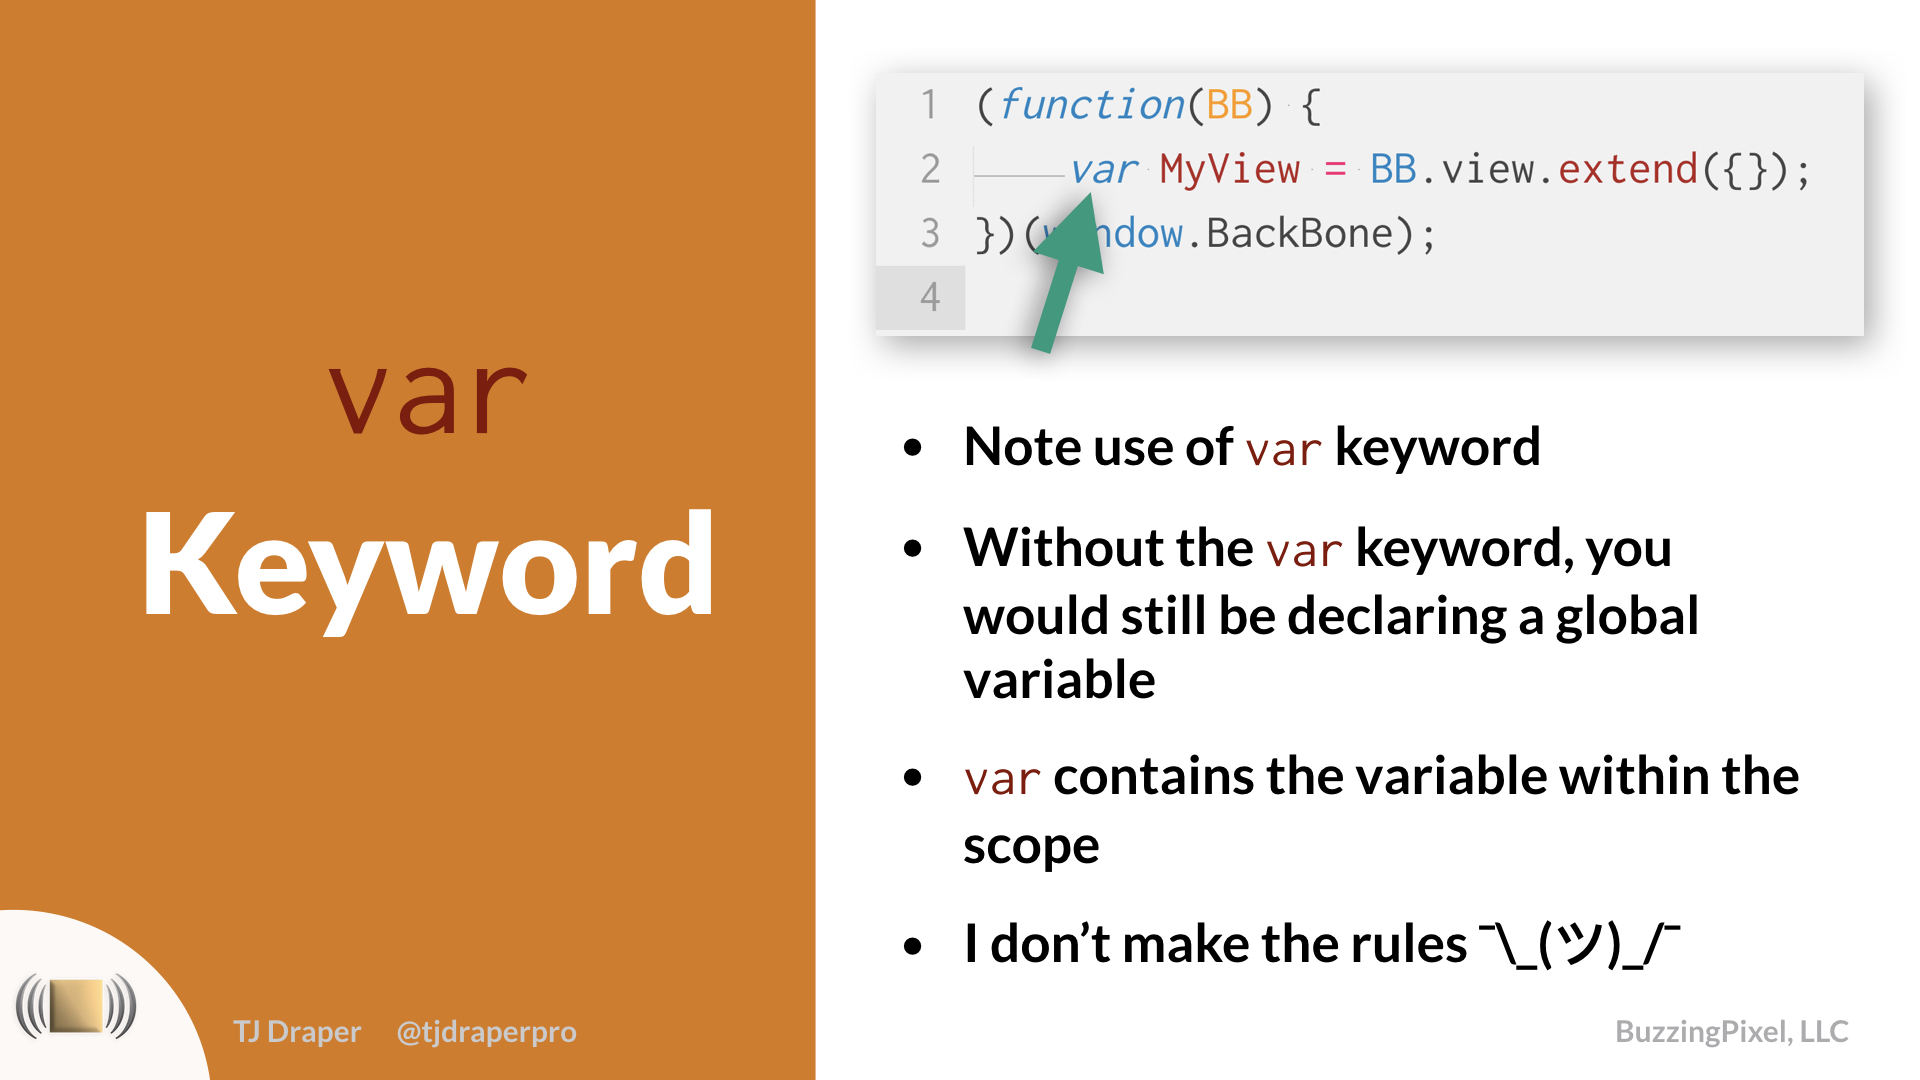 var
Keyword
1 (function(BB) {
2 var MyView = BB.view.extend({});
3 })(window.BackBone);
4
• Note use of var keyword
• Without the var keyword, you
would still be declaring a global
variable
• var contains the variable within the
scope
• I don’t make the rules ¯\_(ツ)_/¯
TJ Draper @tjdraperpro
BuzzingPixel, LLC